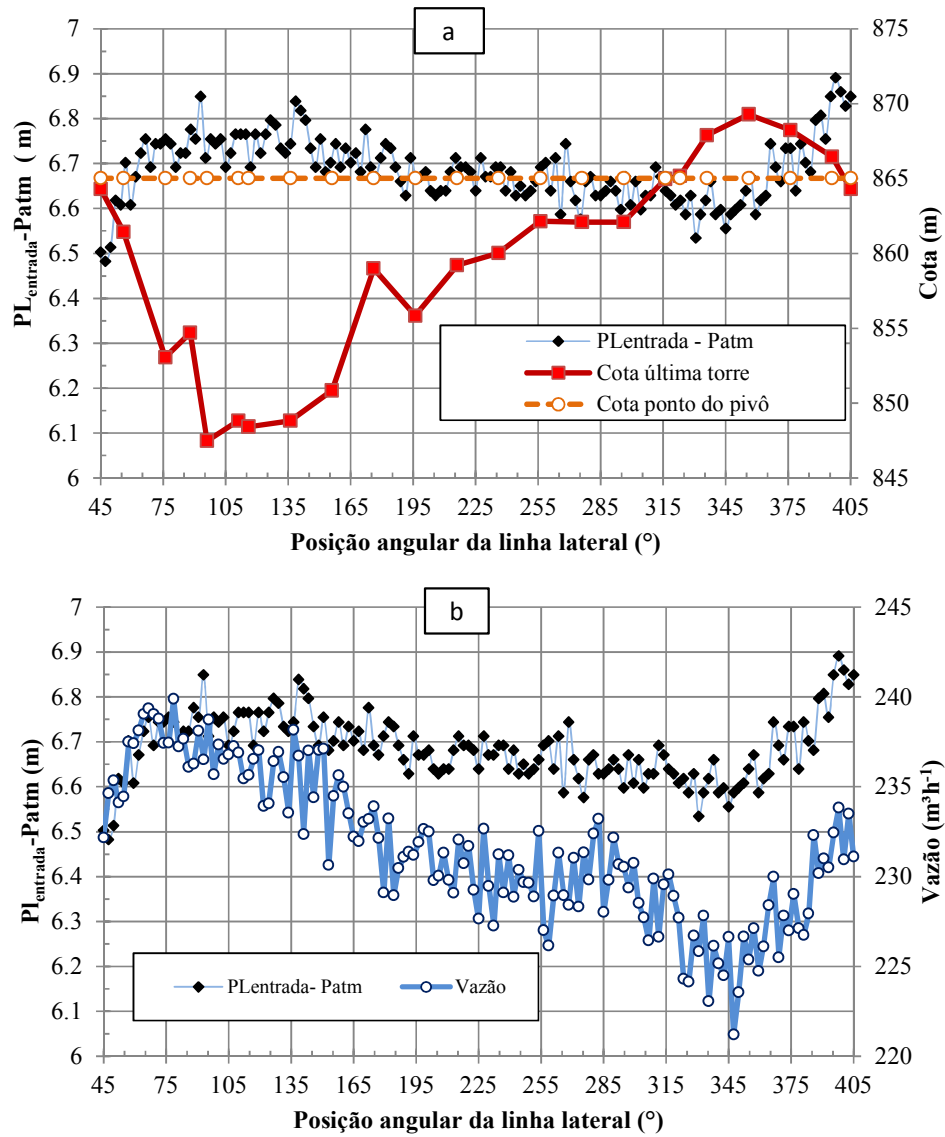 a
7
6.9
6.8
6.7
6.6
6.5
6.4
6.3
6.2
6.1
6
PLentrada-Patm ( m)
875
870
865
860
855
850
845
Cota (m)
PLentrada - Patm
Cota última torre
Cota ponto do pivô
45 75 105 135 165 195 225 255 285 315 345 375 405
Posição angular da linha lateral (°)
b
7
6.9
6.8
6.7
6.6
6.5
6.4
6.3
6.2
6.1
6
Plentrada-Patm (m)
245
240
235
230
225
220
Vazão (m³h-¹)
PLentrada- Patm Vazão
45 75 105 135 165 195 225 255 285 315 345 375 405
Posição angular da linha lateral (°)